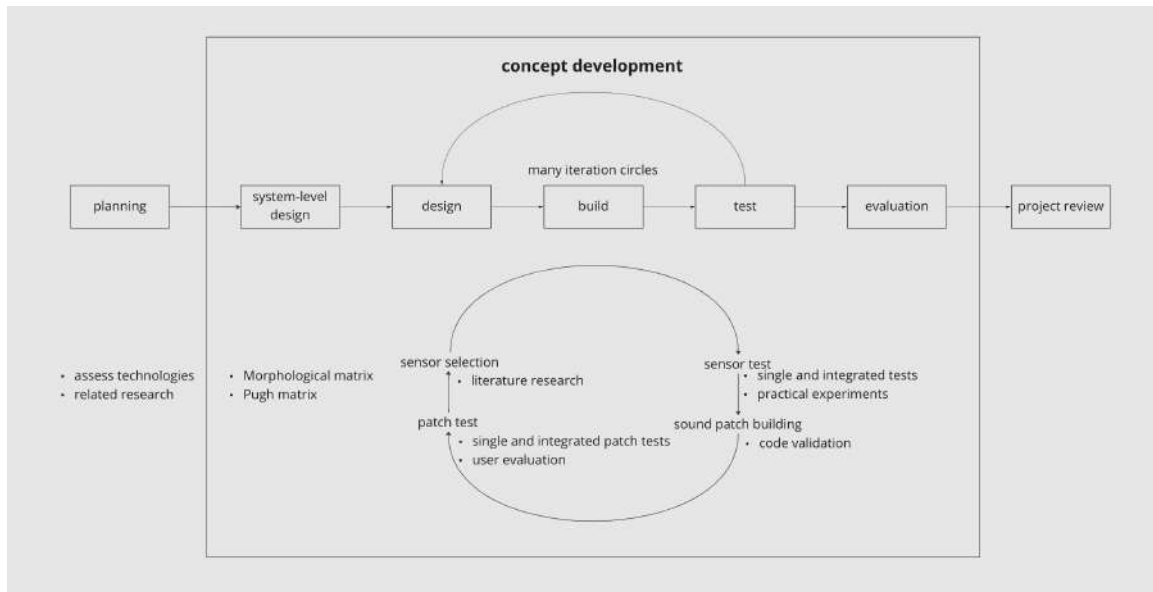 concept development
many iteration circles
planning
system-level
design
design
build
test
evaluation
project review
• assess technologies
• related research
• Morphological matrix
• Pugh matrix
sensor selection
• literature research
patch test
• single and integrated patch tests
• user evaluation
sensor test
• single and integrated tests
• practical experiments
sound patch building
• code validation